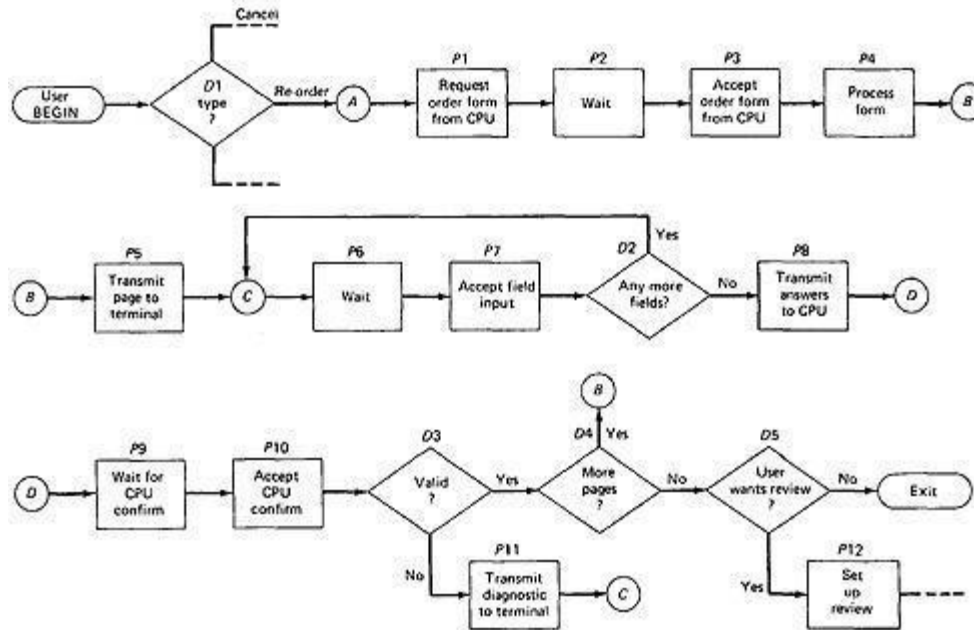 Cancel
User
BEGIN
D1
type
?
Re-order
A
P1
Request
order form
from CPU
P2
Wait
P3
Accept
order form
from CPU
P4
Process
form
B
B
P5
Transmit
page to
terminal
C
P6
Wait
P7
Accept field
input
D2
Any more
fields?
Yes
No
P8
Transmit
answers
to CPU
D
D
P9
Wait for
CPU
confirm
P10
Accept
CPU
confirm
D3
Valid
?
Yes
No
P11
Transmit
diagnostic
to terminal
C
D4
More
pages
?
Yes
B
No
D5
User
wants review
?
No
Exit
Yes
P12
Set
up
review